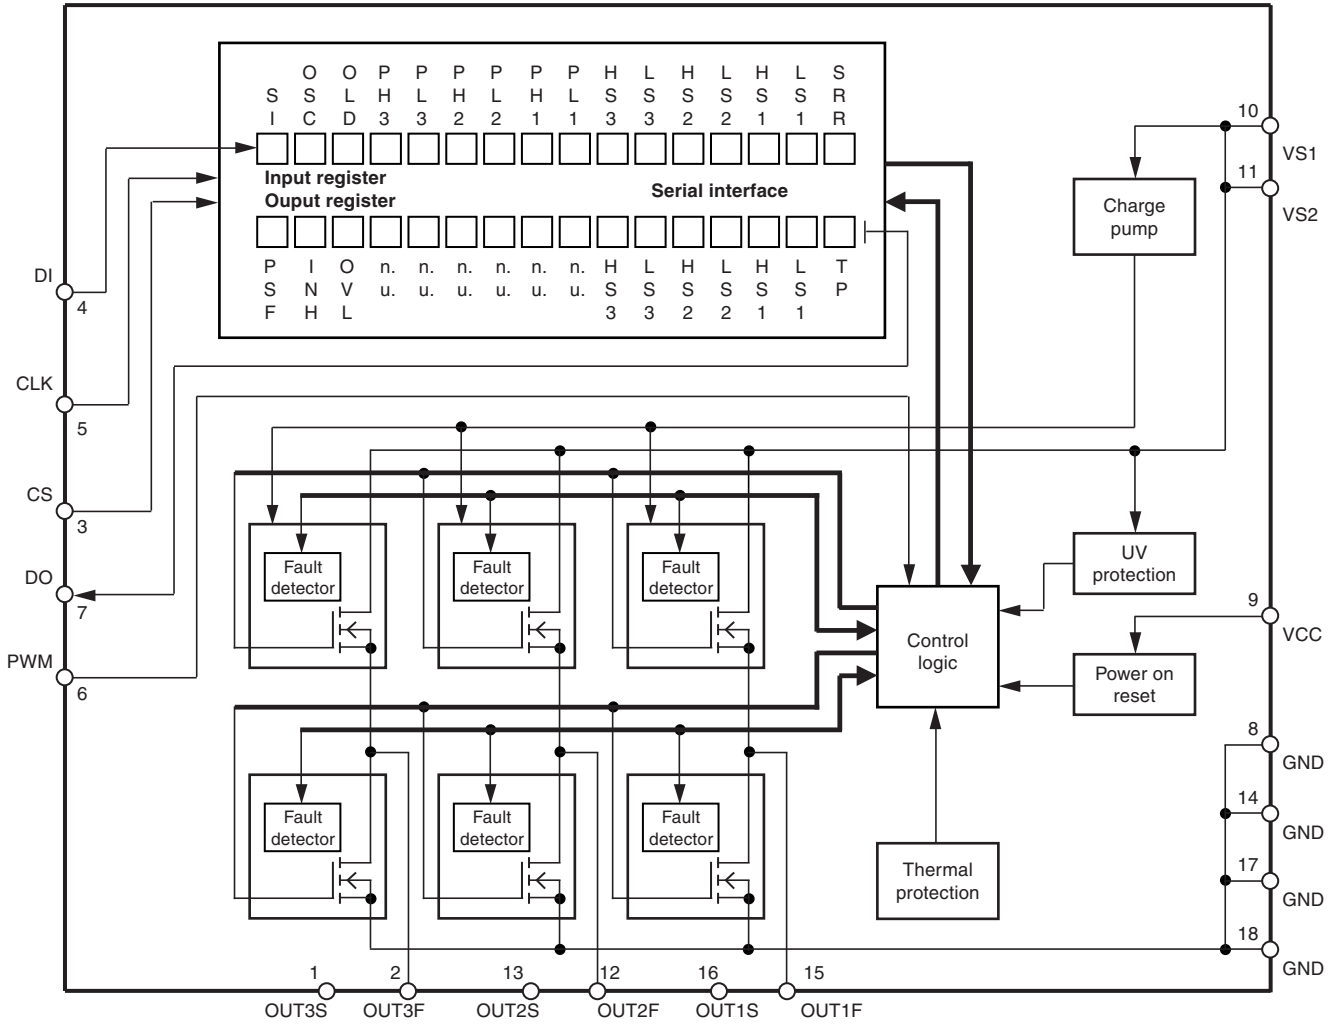 O O P P P P P P H L H L H L S
S S L H L H L H L S S S S S S R
I C D 3 3 2 2 1 1 3 3 2 2 1 1 R
Input register
Serial interface
Ouput register
P I O n. n. n. n. n. n. H L H L H L T
S N V u. u. u. u. u. u. S S S S S S P
F H L 3 3 2 2 1 1
10
VS1
11
VS2
Charge
pump
DI
4
CLK
5
CS
3
DO
7
PWM
6
Fault
detector
Fault
detector
Fault
detector
UV
protection
Control
logic
9
VCC
Power on
reset
8
GND
14
GND
17
GND
18
GND
Fault
detector
Fault
detector
Fault
detector
Thermal
protection
1
OUT3S
2
OUT3F
13
OUT2S
12
OUT2F
16
OUT1S
15
OUT1F